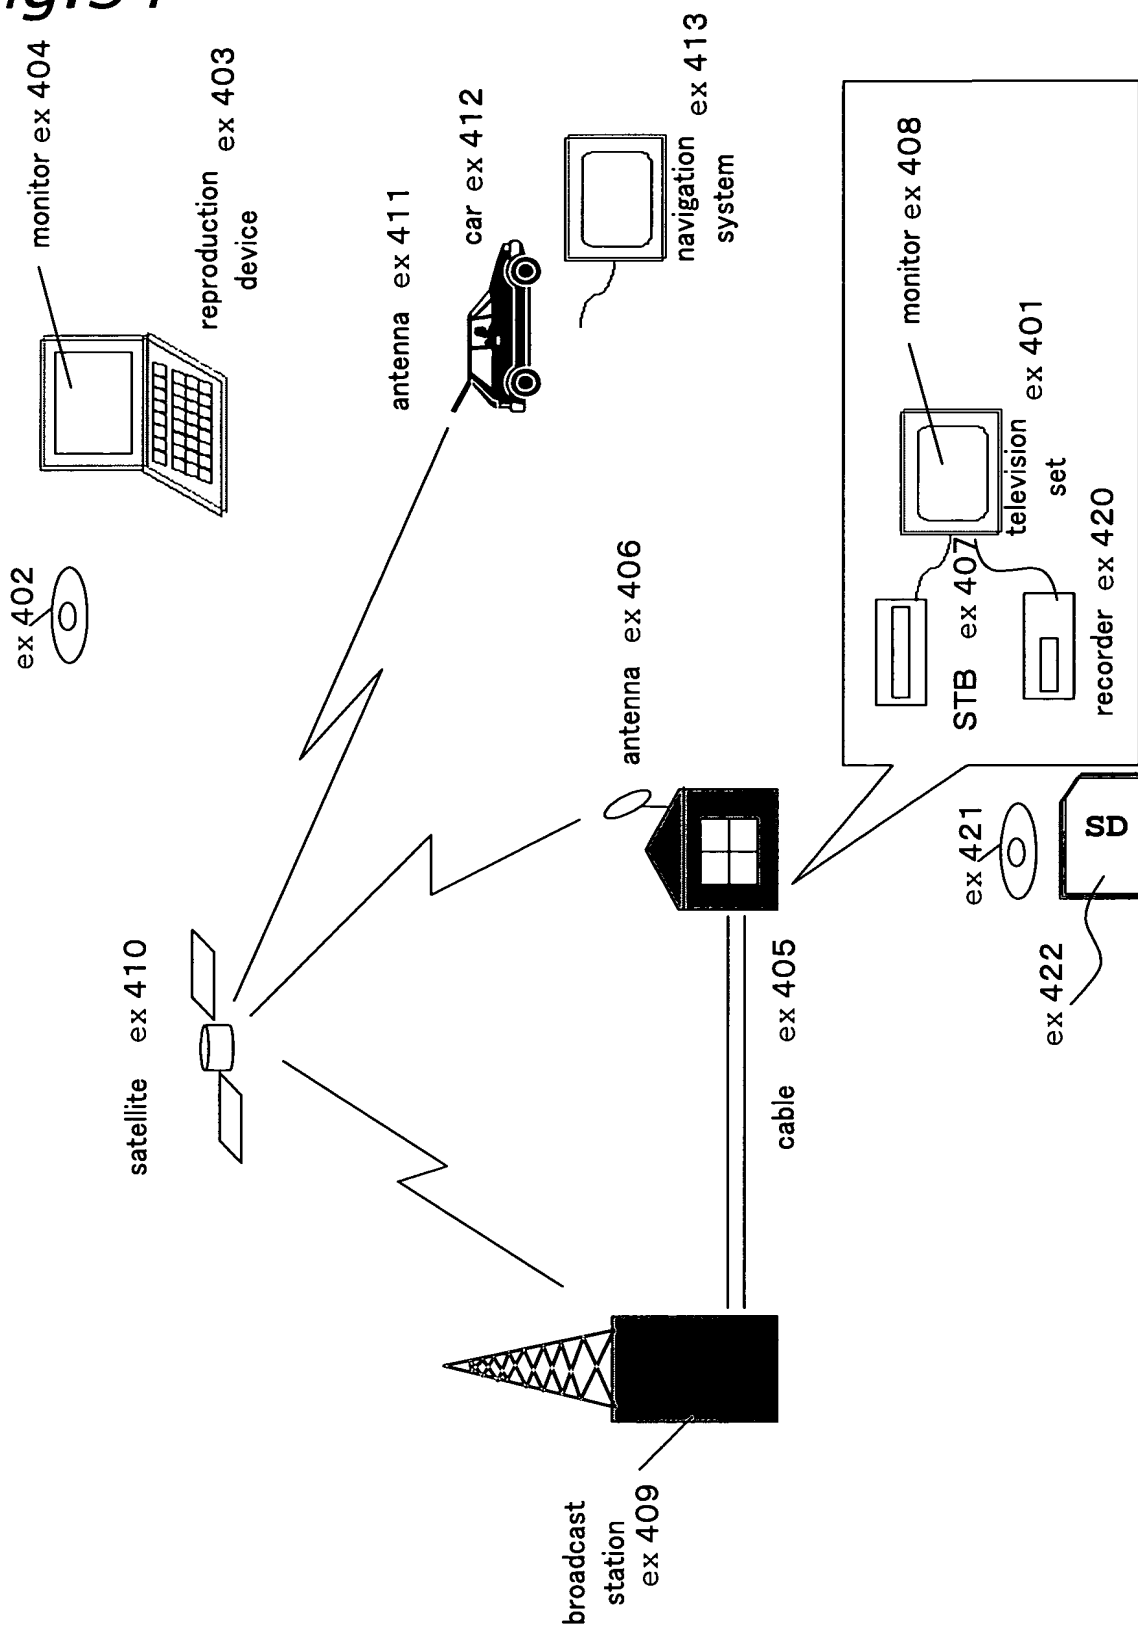 ex 402
monitor ex 404
satellite ex 410
reproduction
device
ex 403
antenna ex 411
car ex 412
navigation
system
ex 413
broadcast
station
ex 409
antenna ex 406
cable ex 405
monitor ex 408
STB ex 407
television
set
ex 401
recorder ex 420
ex 421
ex 422
SD